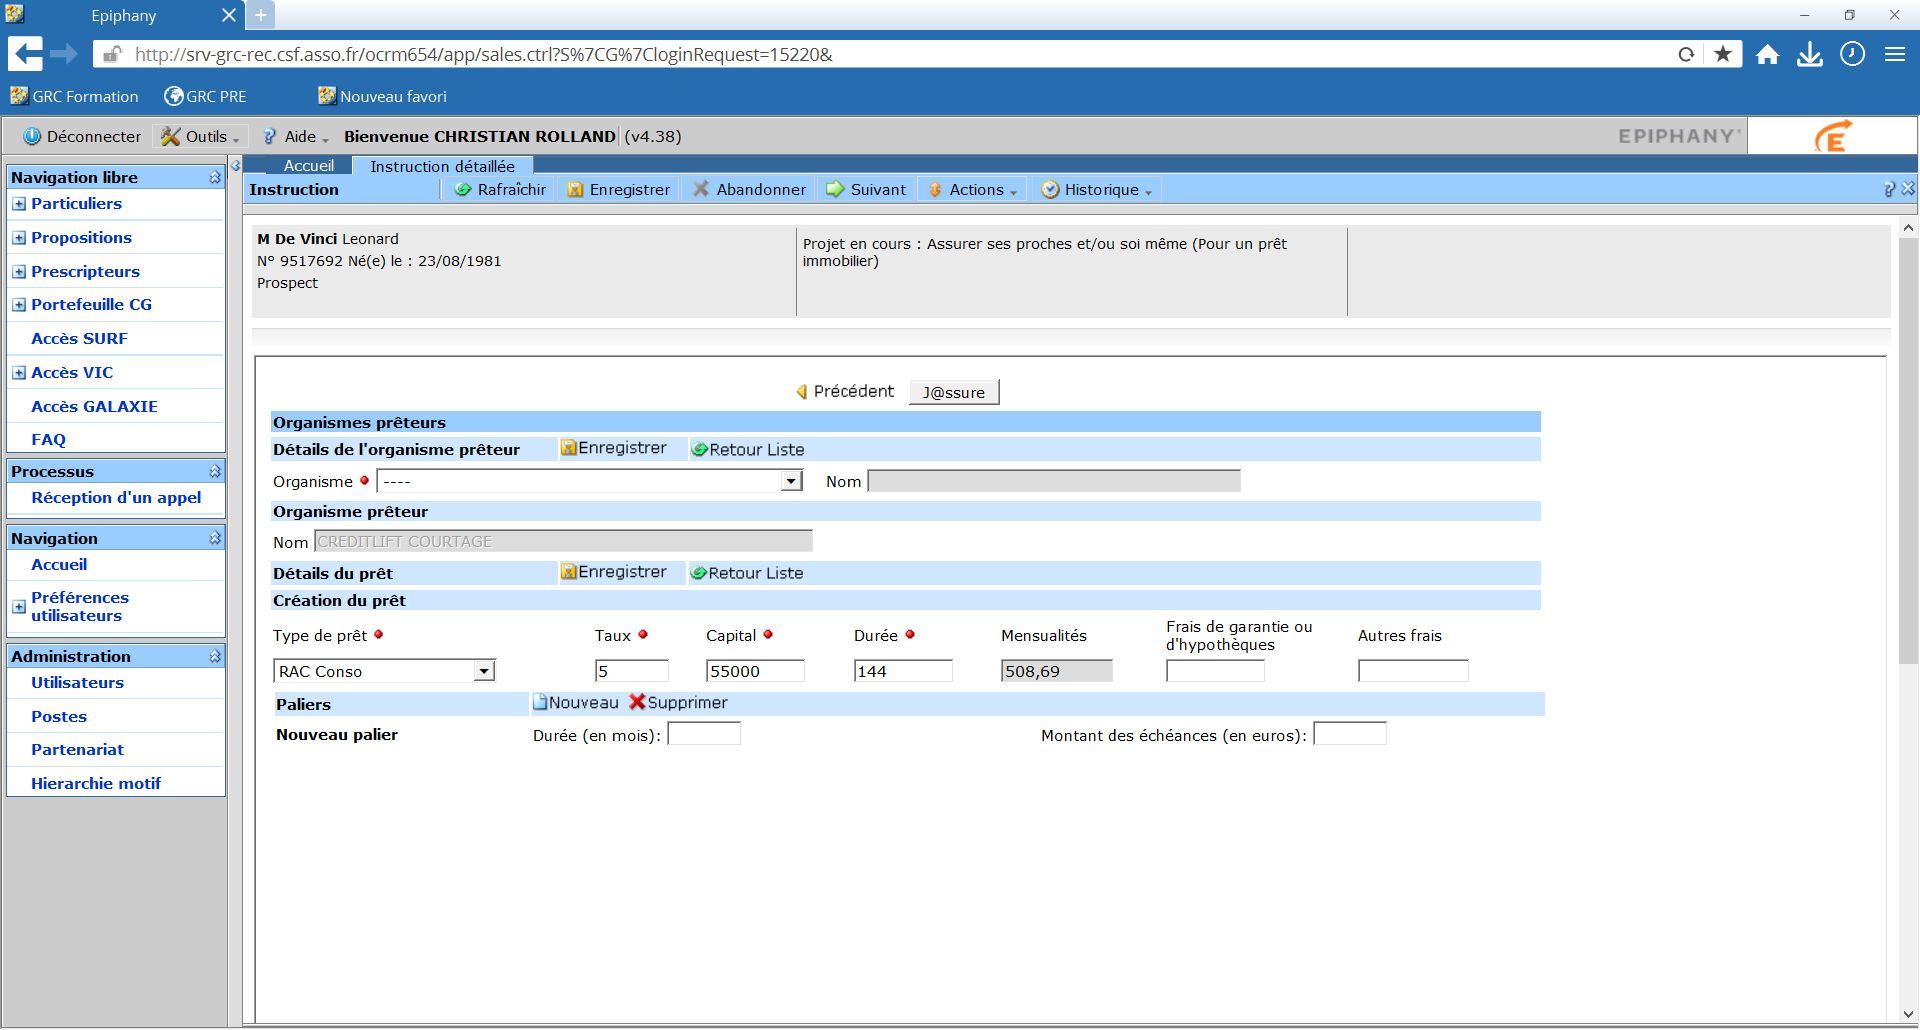 Epiphany
http://srv-grc-rec.csf.asso.fr/ocrm654/app/sales.ctrl?S%7CG%7CloginRequest=15220&
GRC Formation GRC PRE Nouveau favori
Déconnecter Outils Aide Bienvenue CHRISTIAN ROLLAND (v4.38) EPIPHANY
Accueil Instruction détaillée
Instruction Rafraîchir Enregistrer Abandonner Suivant Actions Historique
Navigation libre
Particuliers
Propositions
Prescripteurs
Portefeuille CG
Accès SURF
Accès VIC
Accès GALAXIE
FAQ
Processus
Réception d'un appel
Navigation
Accueil
Préférences
utilisateurs
Administration
Utilisateurs
Postes
Partenariat
Hierarchie motif
M De Vinci Leonard
N° 9517692 Né(e) le : 23/08/1981
Prospect
Projet en cours : Assurer ses proches et/ou soi même (Pour un prêt
immobilier)
Précédent J@ssure
Organismes prêteurs
Détails de l'organisme prêteur Enregistrer Retour Liste
Organisme ---- Nom
Organisme prêteur
Nom CREDITLIFT COURTAGE
Détails du prêt Enregistrer Retour Liste
Création du prêt
Type de prêt Taux Capital Durée Mensualités Frais de garantie ou
d'hypothèques Autres frais
RAC Conso 5 55000 144 508,69
Paliers Nouveau Supprimer
Nouveau palier Durée (en mois): Montant des échéances (en euros):